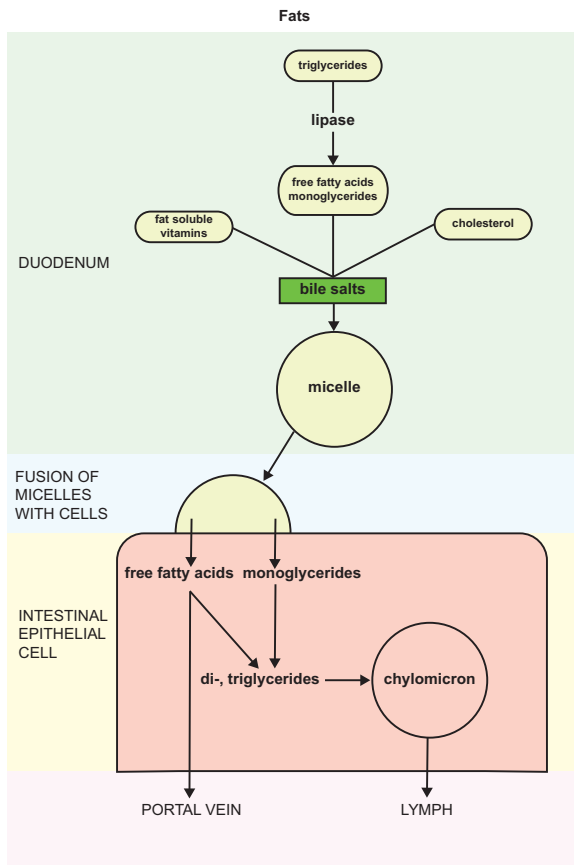 Fats
triglycerides
lipase
free fatty acids
monoglycerides
fat soluble
vitamins
cholesterol
DUODENUM
bile salts
micelle
FUSION OF
MICELLES
WITH CELLS
free fatty acids monoglycerides
INTESTINAL
EPITHELIAL
CELL
di-, triglycerides
chylomicron
PORTAL VEIN
LYMPH